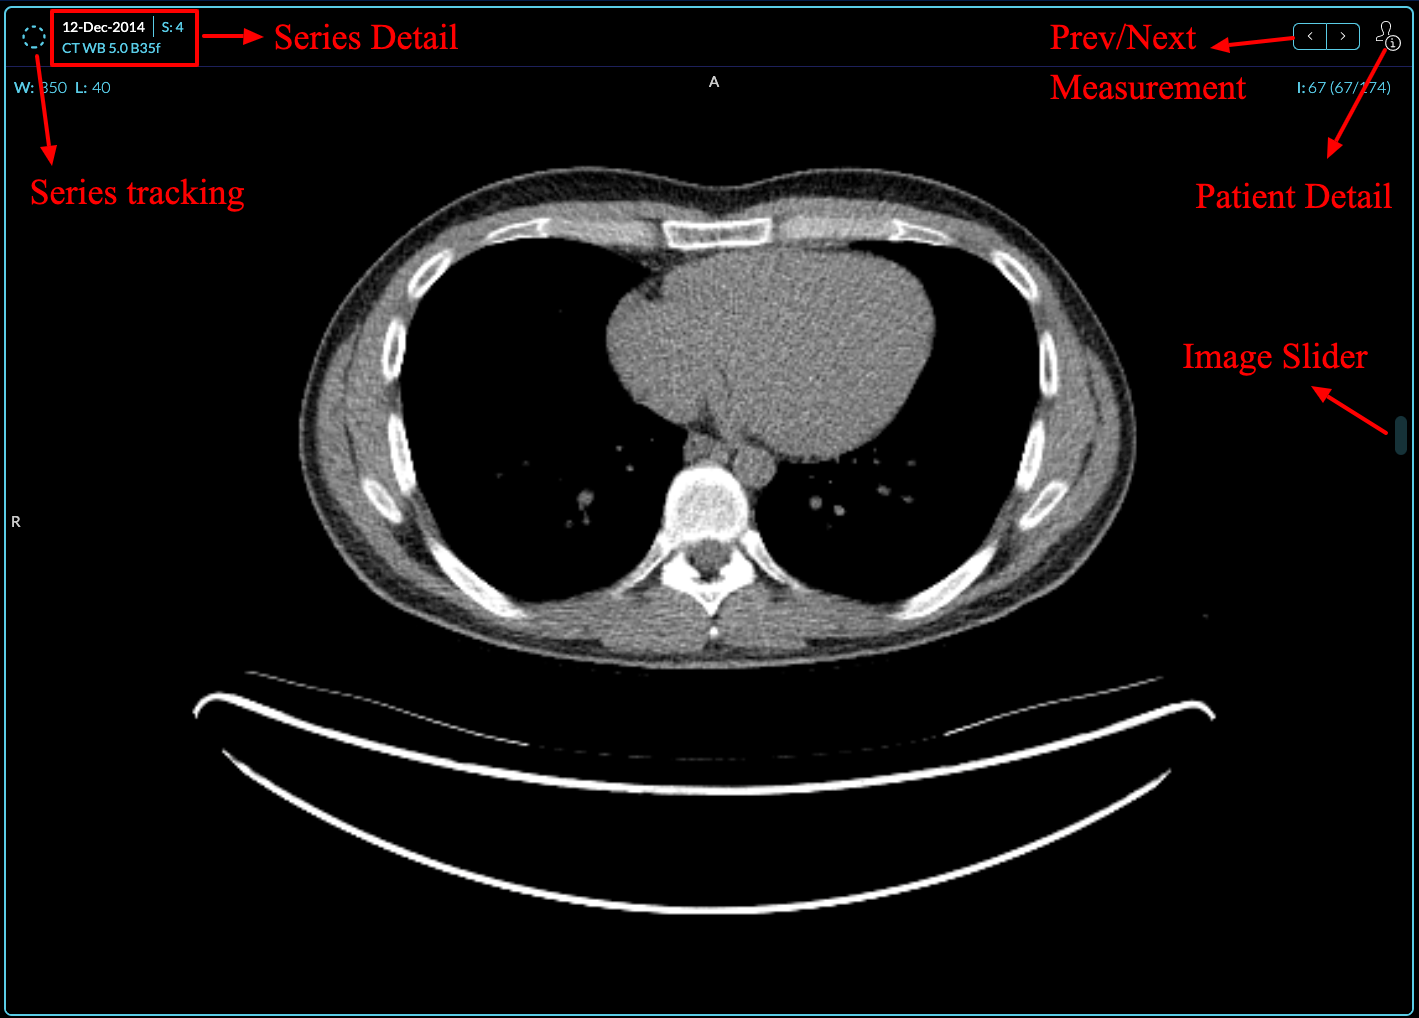 12-Dec-2014 S: 4
CT WB 5.0 B35f
Series Detail
Prev/Next
Measurement
W: 350 L: 40
A
I: 67 (67/174)
Series tracking
Patient Detail
Image Slider
R